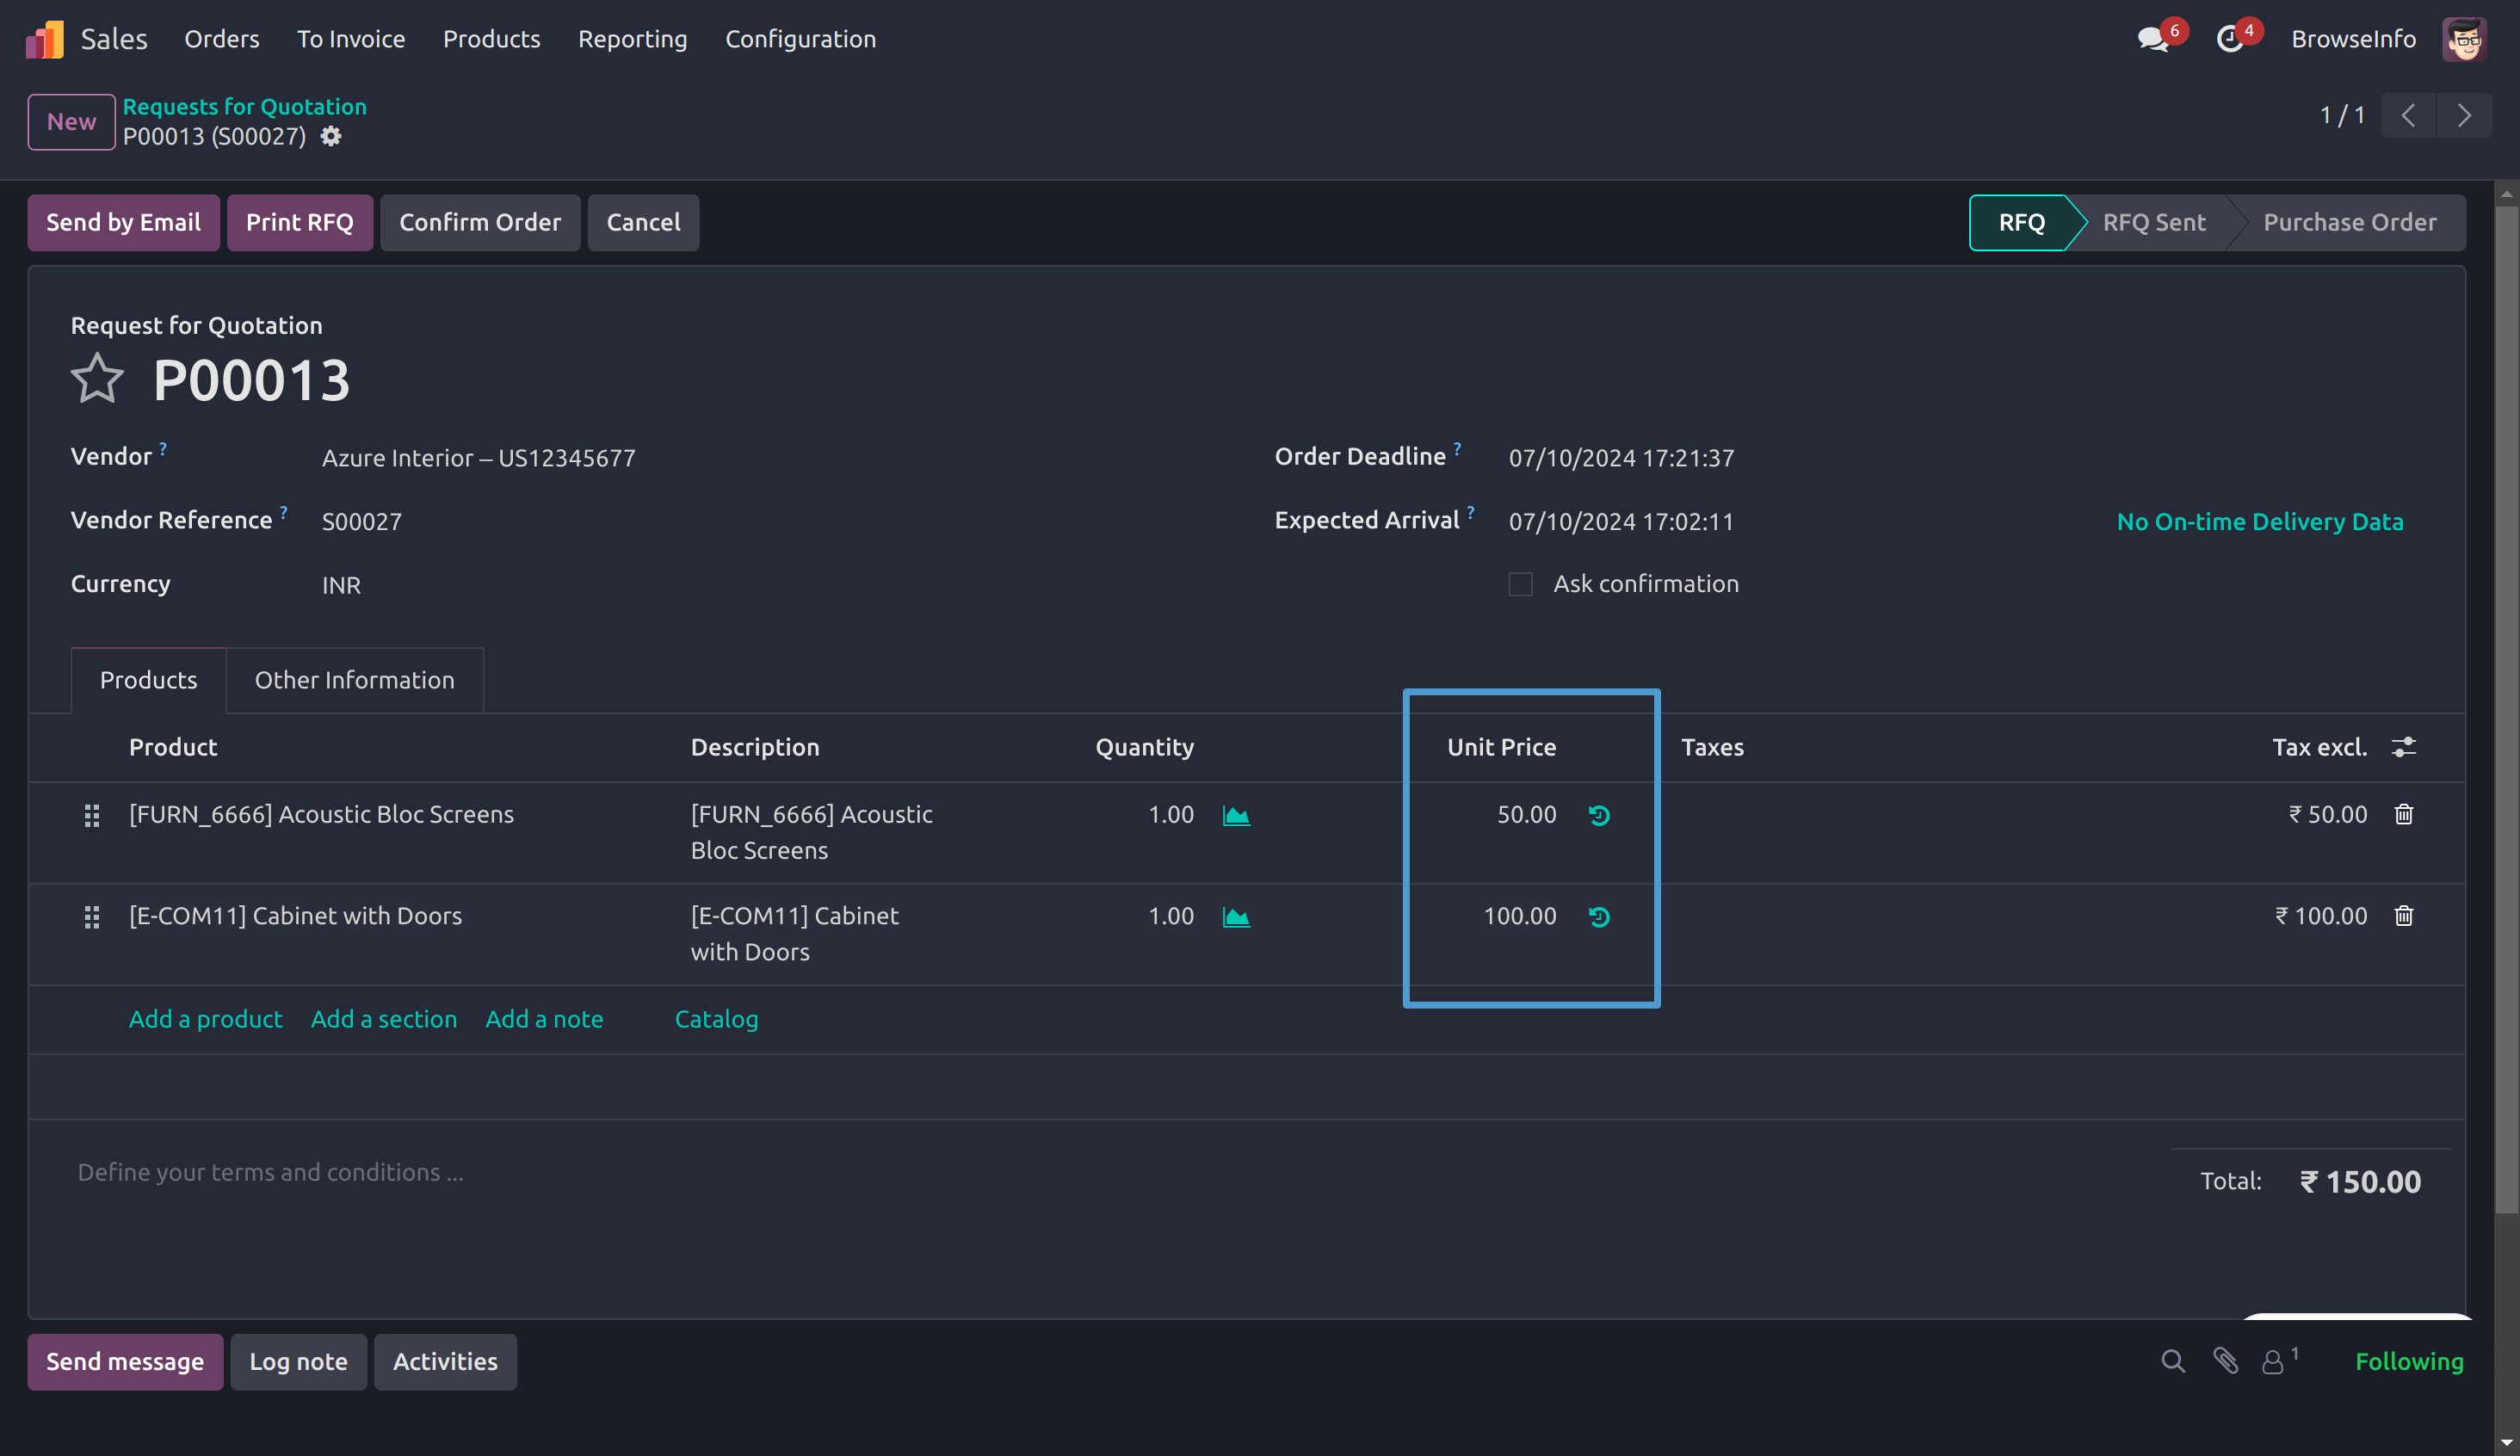 Sales Orders To Invoice Products Reporting Configuration 6 4 BrowseInfo
New Requests for Quotation
P00013 (S00027) 1 / 1
Send by Email Print RFQ Confirm Order Cancel RFQ RFQ Sent Purchase Order
Request for Quotation
P00013
Vendor ? Azure Interior – US12345677 Order Deadline ? 07/10/2024 17:21:37
Vendor Reference ? S00027 Expected Arrival ? 07/10/2024 17:02:11 No On-time Delivery Data
Currency INR Ask confirmation
Products Other Information
Product Description Quantity Unit Price Taxes Tax excl.
[FURN_6666] Acoustic Bloc Screens [FURN_6666] Acoustic 1.00 50.00 ₹ 50.00
Bloc Screens
[E-COM11] Cabinet with Doors [E-COM11] Cabinet 1.00 100.00 ₹ 100.00
with Doors
Add a product Add a section Add a note Catalog
Define your terms and conditions ... Total: ₹ 150.00
Send message Log note Activities 1 Following